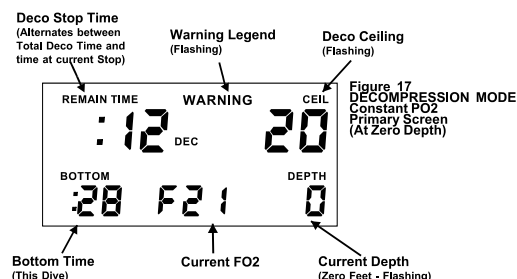 Deco Stop Time
(Alternates between
Total Deco Time and
time at current Stop)
Warning Legend
(Flashing)
Deco Ceiling
(Flashing)
Figure 17
DECOMPRESSION MODE
Constant PO2
Primary Screen
(At Zero Depth)
REMAIN TIME WARNING CEIL
:12 DEC 20
BOTTOM DEPTH
:28 F21 0
Bottom Time
(This Dive)
Current FO2
Current Depth
(Zero Feet - Flashing)